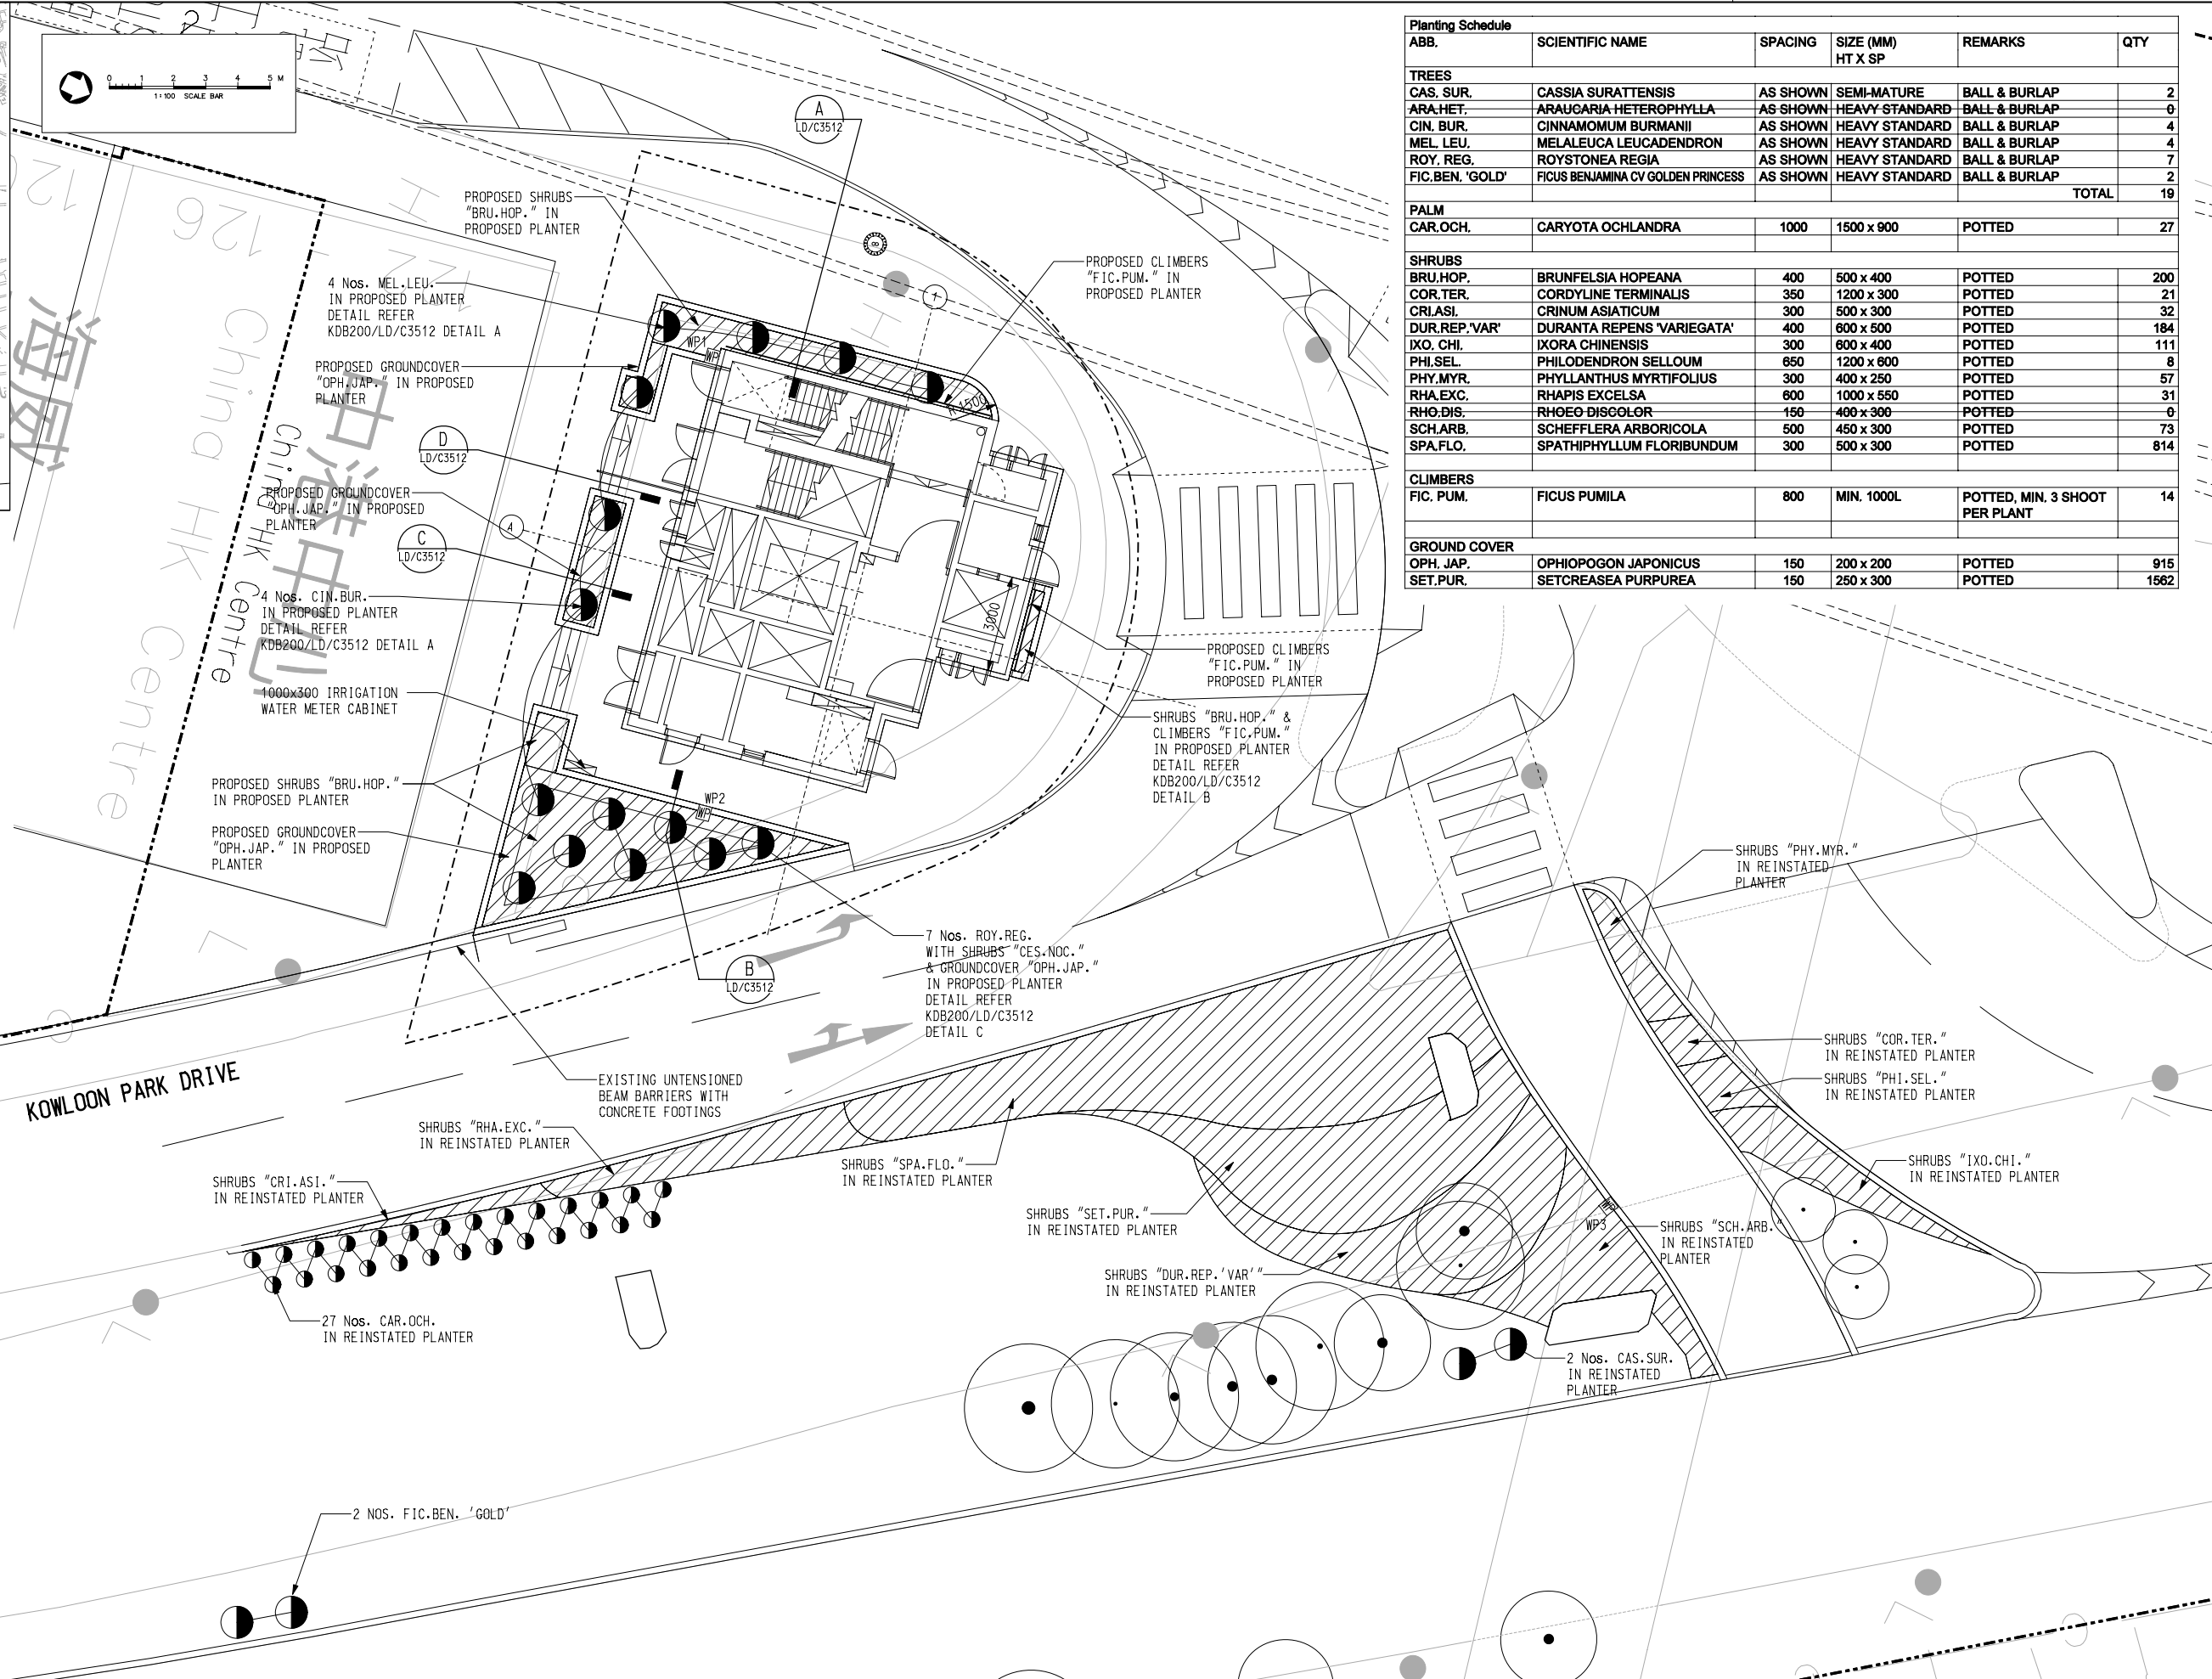 0 1 2 3 4 5 M
1:100 SCALE BAR
Planting Schedule
ABB. SCIENTIFIC NAME SPACING SIZE (MM) REMARKS QTY
HT X SP
TREES
CAS. SUR. CASSIA SURATTENSIS AS SHOWN SEMI-MATURE BALL & BURLAP 2
ARA.HET. ARAUCARIA HETEROPHYLLA AS SHOWN HEAVY STANDARD BALL & BURLAP 0
CIN. BUR. CINNAMOMUM BURMANII AS SHOWN HEAVY STANDARD BALL & BURLAP 4
MEL. LEU. MELALEUCA LEUCADENDRON AS SHOWN HEAVY STANDARD BALL & BURLAP 4
ROY. REG. ROYSTONEA REGIA AS SHOWN HEAVY STANDARD BALL & BURLAP 7
FIC.BEN. 'GOLD' FICUS BENJAMINA CV GOLDEN PRINCESS AS SHOWN HEAVY STANDARD BALL & BURLAP 2
TOTAL 19
PALM
CAR.OCH. CARYOTA OCHLANDRA 1000 1500 x 900 POTTED 27
SHRUBS
BRU.HOP. BRUNFELSIA HOPEANA 400 500 x 400 POTTED 200
COR.TER. CORDYLINE TERMINALIS 350 1200 x 300 POTTED 21
CRI.ASI. CRINUM ASIATICUM 300 500 x 300 POTTED 32
DUR.REP.'VAR' DURANTA REPENS 'VARIEGATA' 400 600 x 500 POTTED 184
IXO. CHI. IXORA CHINENSIS 300 600 x 400 POTTED 111
PHI.SEL. PHILODENDRON SELLOUM 650 1200 x 600 POTTED 8
PHY.MYR. PHYLLANTHUS MYRTIFOLIUS 300 400 x 250 POTTED 57
RHA.EXC. RHAPIS EXCELSA 600 1000 x 550 POTTED 31
RHO.DIS. RHOEO DISCOLOR 150 400 x 300 POTTED 0
SCH.ARB. SCHEFFLERA ARBORICOLA 500 450 x 300 POTTED 73
SPA.FLO. SPATHIPHYLLUM FLORIBUNDUM 300 500 x 300 POTTED 814
CLIMBERS
FIC. PUM. FICUS PUMILA 800 MIN. 1000L POTTED, MIN. 3 SHOOT 14
PER PLANT
GROUND COVER
OPH. JAP. OPHIOPOGON JAPONICUS 150 200 x 200 POTTED 915
SET.PUR. SETCREASEA PURPUREA 150 250 x 300 POTTED 1562
A
LD/C3512
PROPOSED SHRUBS
"BRU.HOP." IN
PROPOSED PLANTER
4 Nos. MEL.LEU.
IN PROPOSED PLANTER
DETAIL REFER
KDB200/LD/C3512 DETAIL A
PROPOSED GROUNDCOVER
"OPH.JAP." IN PROPOSED
PLANTER
PROPOSED CLIMBERS
"FIC.PUM." IN
PROPOSED PLANTER
WP1
WP
R 1500
1
126
海威
中港中心
China HK Centre
China HK Centre
D
LD/C3512
PROPOSED GROUNDCOVER
"OPH.JAP." IN PROPOSED
PLANTER
4
C
LD/C3512
4 Nos. CIN.BUR.
IN PROPOSED PLANTER
DETAIL REFER
KDB200/LD/C3512 DETAIL A
1000x300 IRRIGATION
WATER METER CABINET
3000
PROPOSED CLIMBERS
"FIC.PUM." IN
PROPOSED PLANTER
SHRUBS "BRU.HOP." &
CLIMBERS "FIC.PUM."
IN PROPOSED PLANTER
DETAIL REFER
KDB200/LD/C3512
DETAIL B
PROPOSED SHRUBS "BRU.HOP."
IN PROPOSED PLANTER
WP2
WP
PROPOSED GROUNDCOVER
"OPH.JAP." IN PROPOSED
PLANTER
7 Nos. ROY.REG.
WITH SHRUBS "CES.NOC."
& GROUNDCOVER "OPH.JAP."
IN PROPOSED PLANTER
DETAIL REFER
KDB200/LD/C3512
DETAIL C
B
LD/C3512
KOWLOON PARK DRIVE
EXISTING UNTENSIONED
BEAM BARRIERS WITH
CONCRETE FOOTINGS
SHRUBS "PHY.MYR."
IN REINSTATED
PLANTER
SHRUBS "COR.TER."
IN REINSTATED PLANTER
SHRUBS "PHI.SEL."
IN REINSTATED PLANTER
SHRUBS "RHA.EXC."
IN REINSTATED PLANTER
SHRUBS "CRI.ASI."
IN REINSTATED PLANTER
SHRUBS "SPA.FLO."
IN REINSTATED PLANTER
SHRUBS "IXO.CHI."
IN REINSTATED PLANTER
SHRUBS "SET.PUR."
IN REINSTATED PLANTER
WP
WP3
SHRUBS "SCH.ARB."
IN REINSTATED
PLANTER
SHRUBS "DUR.REP.'VAR'"
IN REINSTATED PLANTER
27 Nos. CAR.OCH.
IN REINSTATED PLANTER
2 Nos. CAS.SUR.
IN REINSTATED
PLANTER
2 NOS. FIC.BEN. 'GOLD'